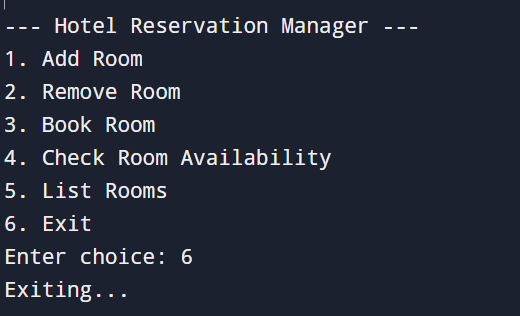 --- Hotel Reservation Manager ---
1. Add Room
2. Remove Room
3. Book Room
4. Check Room Availability
5. List Rooms
6. Exit
Enter choice: 6
Exiting...